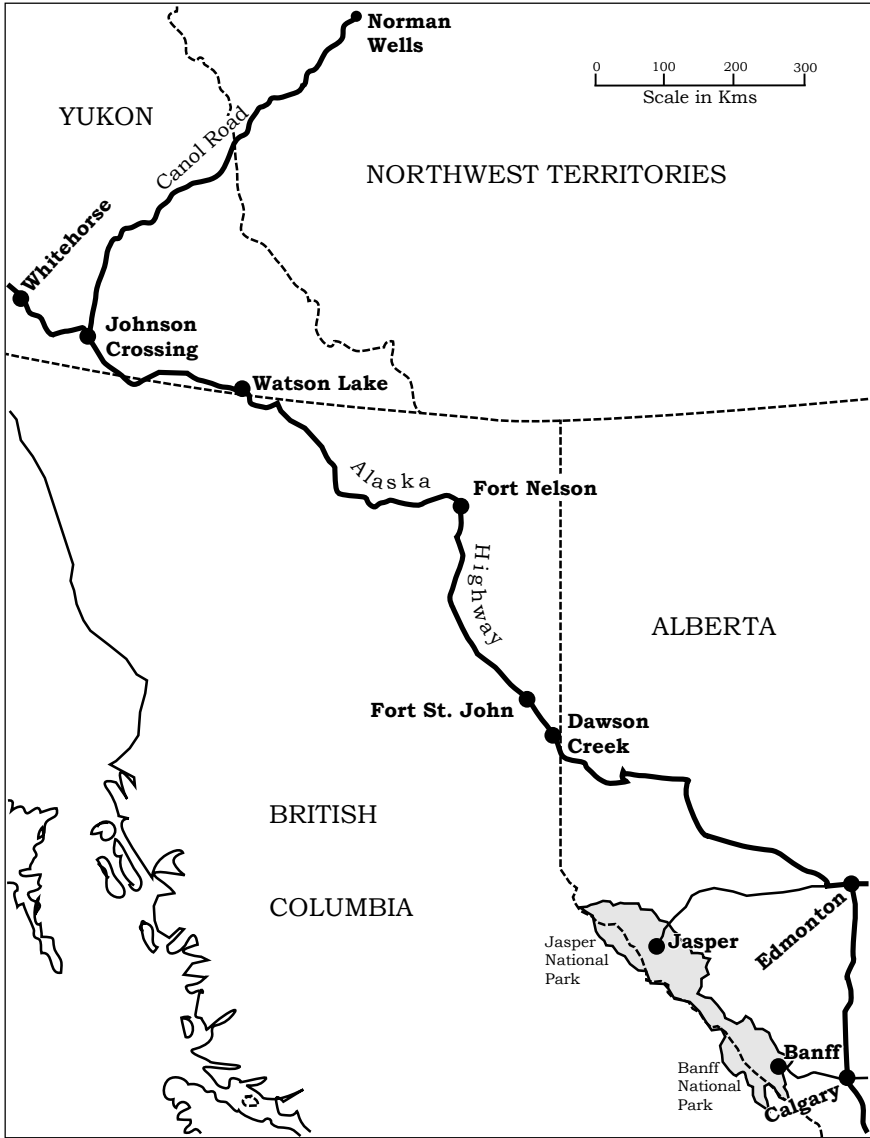 Norman
Wells
0 100 200 300
Scale in Kms
YUKON
Canol Road
NORTHWEST TERRITORIES
Whitehorse
Johnson
Crossing
Watson Lake
Alaska
Fort Nelson
Highway
ALBERTA
Fort St. John
Dawson
Creek
BRITISH
COLUMBIA
Edmonton
Jasper
Jasper
National
Park
Banff
Banff
National
Park
Calgary